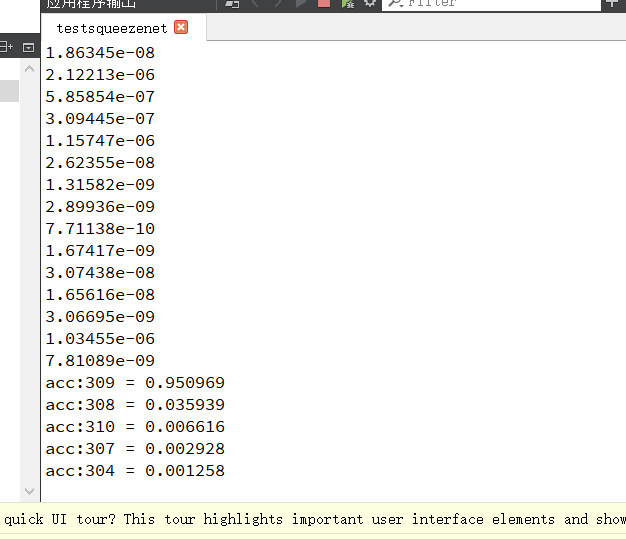 应用程序输出
Filter
testsqueezenet
1.86345e-08
2.12213e-06
5.85854e-07
3.09445e-07
1.15747e-06
2.62355e-08
1.31582e-09
2.89936e-09
7.71138e-10
1.67417e-09
3.07438e-08
1.65616e-08
3.06695e-09
1.03455e-06
7.81089e-09
acc:309 = 0.950969
acc:308 = 0.035939
acc:310 = 0.006616
acc:307 = 0.002928
acc:304 = 0.001258
quick UI tour? This tour highlights important user interface elements and show